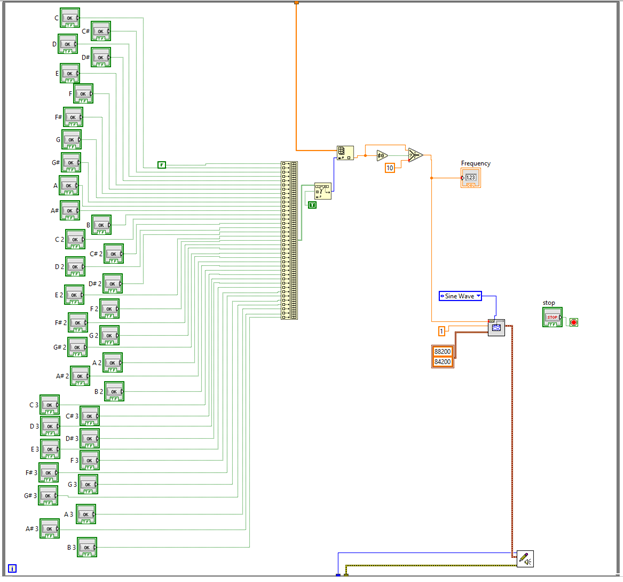 C
OK
C#
OK
D
OK
D#
OK
E
OK
F
OK
F#
OK
G
OK
G#
OK
A
OK
A#
OK
B
OK
C 2
OK
C# 2
OK
D 2
OK
D# 2
OK
E 2
OK
F 2
OK
F# 2
OK
G 2
OK
G# 2
OK
A 2
OK
A# 2
OK
B 2
OK
C 3
OK
C# 3
OK
D 3
OK
D# 3
OK
E 3
OK
F 3
OK
F# 3
OK
G 3
OK
G# 3
OK
A 3
OK
A# 3
OK
B 3
OK
F
10
Frequency
1.23
Sine Wave
1
88200
84200
stop
STOP
i